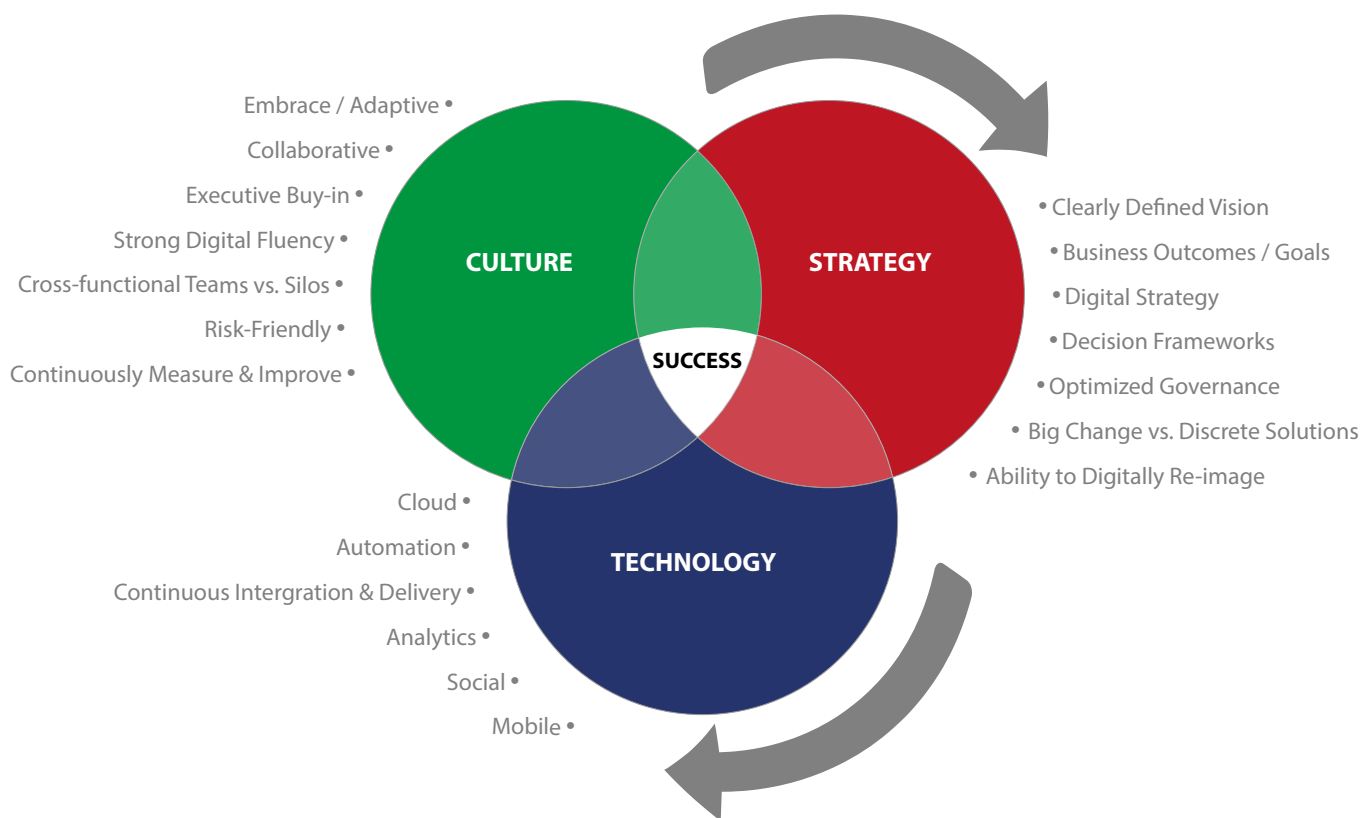 Embrace / Adaptive •
Collaborative •
Executive Buy-in •
Strong Digital Fluency •
Cross-functional Teams vs. Silos •
Risk-Friendly •
Continuously Measure & Improve •
CULTURE
STRATEGY
SUCCESS
• Clearly Defined Vision
• Business Outcomes / Goals
• Digital Strategy
• Decision Frameworks
• Optimized Governance
• Big Change vs. Discrete Solutions
• Ability to Digitally Re-image
Cloud •
Automation •
Continuous Intergration & Delivery •
Analytics •
Social •
Mobile •
TECHNOLOGY